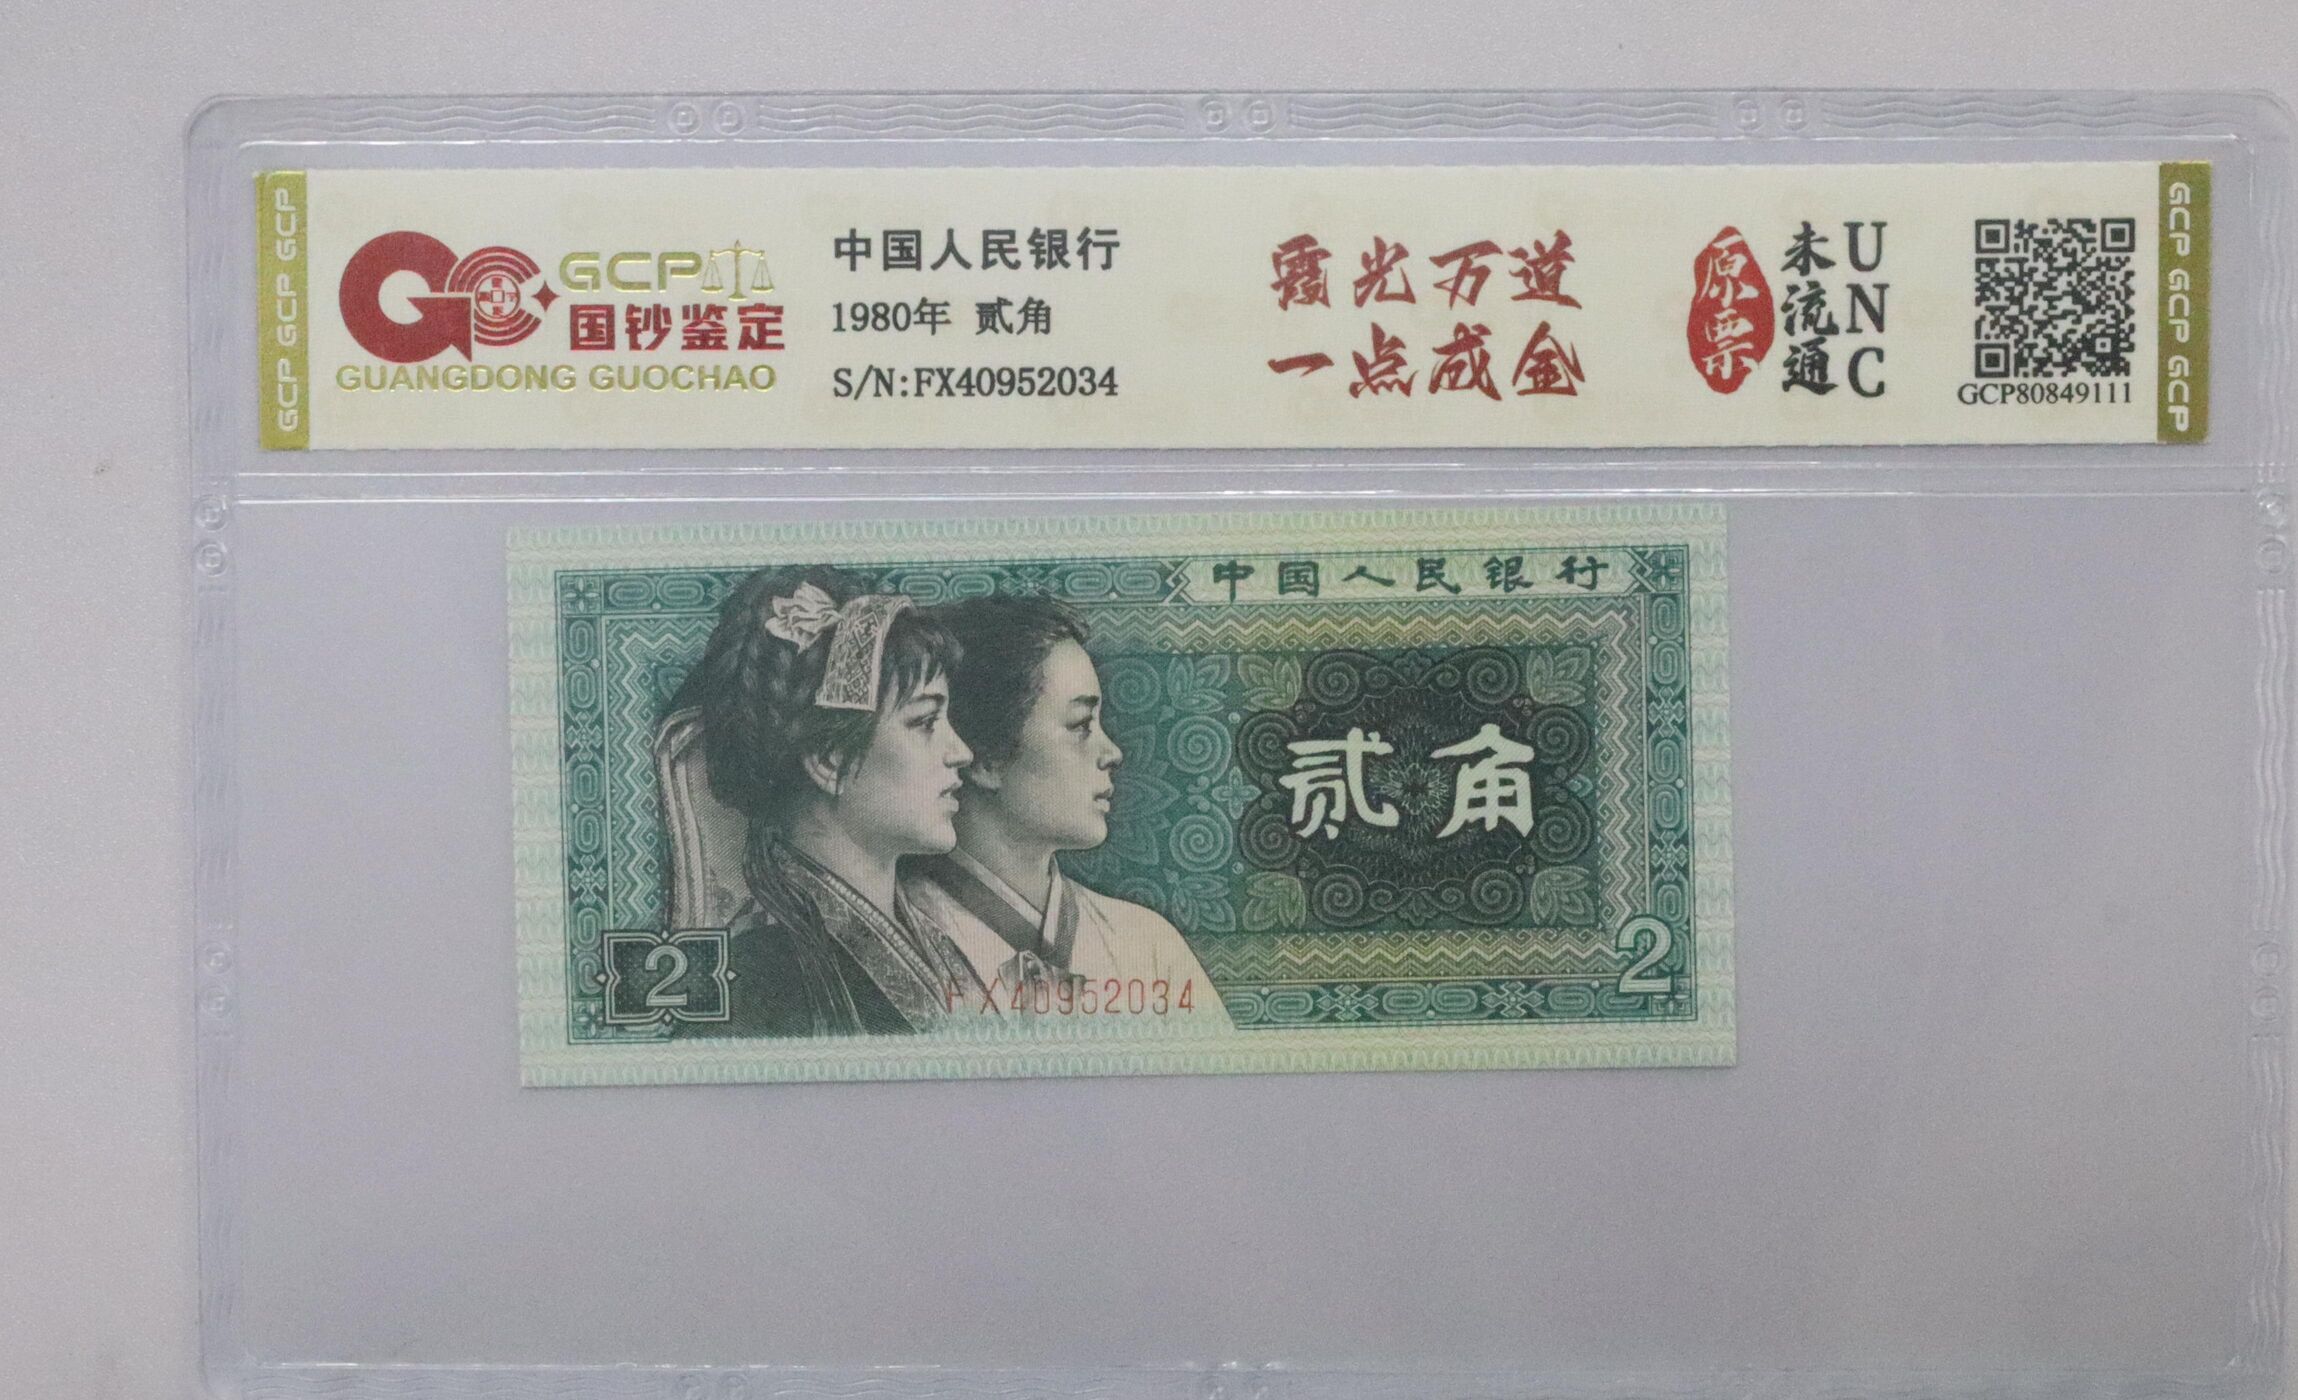 GCP GCP GCP
GCP
国钞鉴定
GUANGDONG GUOCHAO
中国人民银行
1980年 贰角
S/N:FX40952034
霞光万道
一点成金
原票
未流通
UNC
GCP80849111
GCP GCP GCP
中国人民银行
贰角
2
2
FX40952034